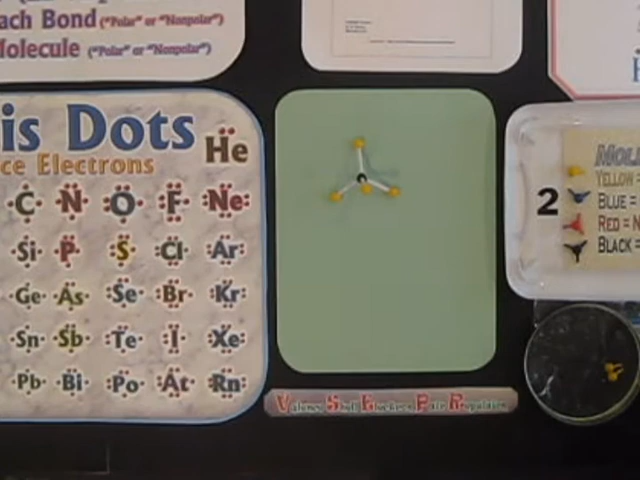 ach Bond ("Polar" or "Nonpolar")
Molecule ("Polar" or "Nonpolar")
is Dots
ce Electrons
He
C N O F Ne
Si P S Cl Ar
Ge As Se Br Kr
Sn Sb Te I Xe
Pb Bi Po At Rn
Valence Shell Electron Pair Repulsion
2
YELLOW =
BLUE =
RED = N
BLACK =